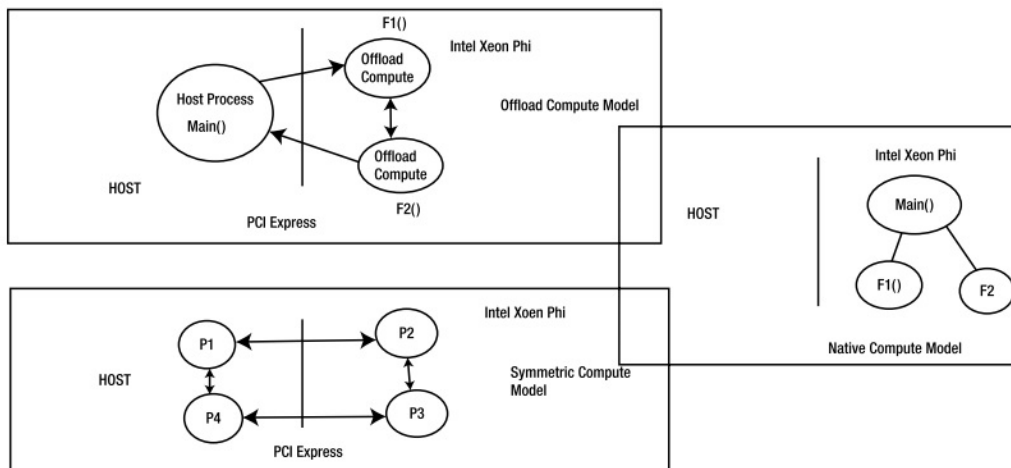 F1()
Intel Xeon Phi
Offload
Compute
Host Process
Main()
Offload Compute Model
Offload
Compute
HOST
F2()
PCI Express
Intel Xeon Phi
Main()
HOST
F1()
F2
Native Compute Model
Intel Xoen Phi
P1
P2
HOST
Symmetric Compute
Model
P4
P3
PCI Express